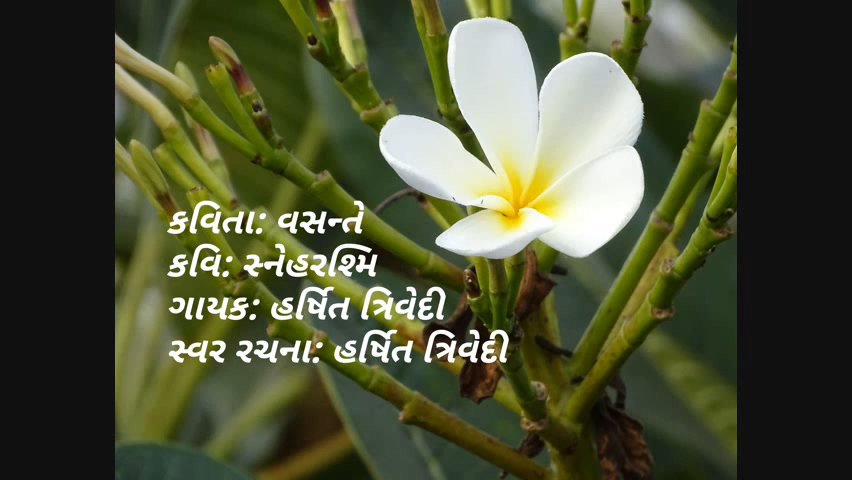 કવિતા: વસન્તે
કવિ: સ્નેહરશ્મિ
ગાયક: હર્ષિત ત્રિવેદી
સ્વર રચના: હર્ષિત ત્રિવેદી